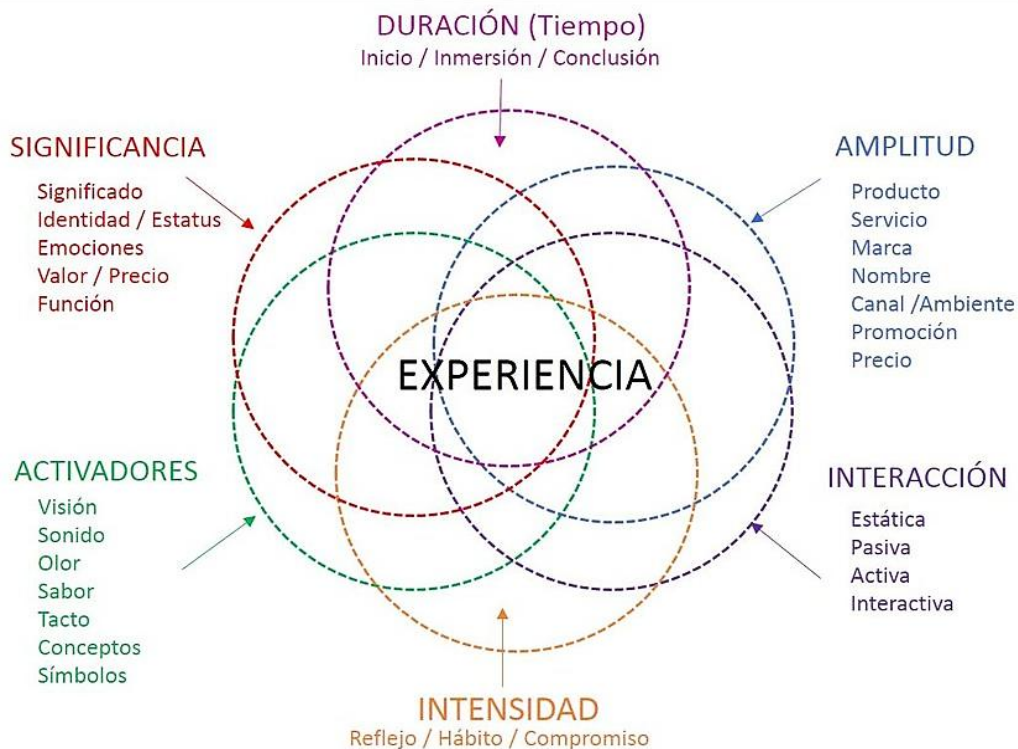 DURACIÓN (Tiempo)
Inicio / Inmersión / Conclusión
SIGNIFICANCIA
Significado
Identidad / Estatus
Emociones
Valor / Precio
Función
AMPLITUD
Producto
Servicio
Marca
Nombre
Canal /Ambiente
Promoción
Precio
EXPERIENCIA
ACTIVADORES
Visión
Sonido
Olor
Sabor
Tacto
Conceptos
Símbolos
INTERACCIÓN
Estática
Pasiva
Activa
Interactiva
INTENSIDAD
Reflejo / Hábito / Compromiso